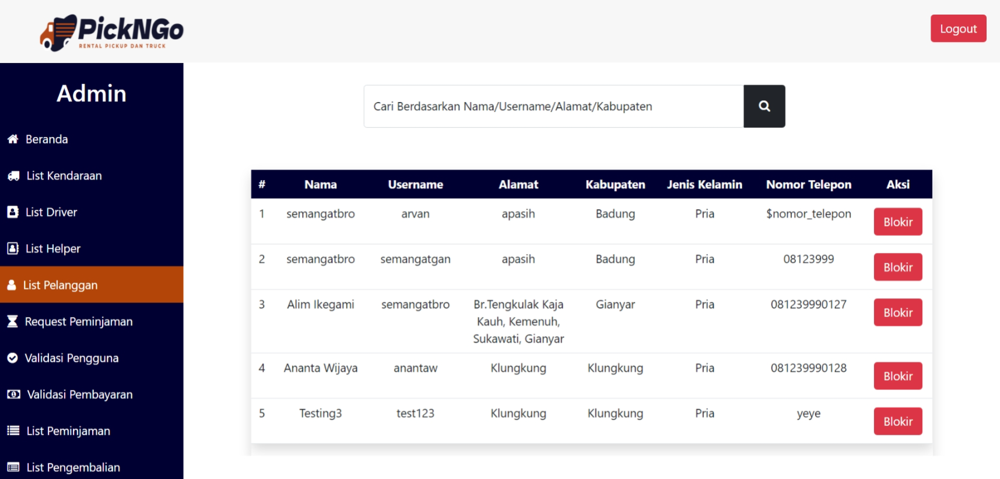 PickNGo
RENTAL PICKUP DAN TRUCK
Logout
Admin
Beranda
List Kendaraan
List Driver
List Helper
List Pelanggan
Request Peminjaman
Validasi Pengguna
Validasi Pembayaran
List Peminjaman
List Pengembalian
Cari Berdasarkan Nama/Username/Alamat/Kabupaten
# Nama Username Alamat Kabupaten Jenis Kelamin Nomor Telepon Aksi
1 semangatbro arvan apasih Badung Pria $nomor_telepon Blokir
2 semangatbro semangatgan apasih Badung Pria 08123999 Blokir
3 Alim Ikegami semangatbro Br.Tengkulak Kaja Gianyar Pria 081239990127 Blokir
Kauh, Kemenuh,
Sukawati, Gianyar
4 Ananta Wijaya anantaw Klungkung Klungkung Pria 081239990128 Blokir
5 Testing3 test123 Klungkung Klungkung Pria yeye Blokir